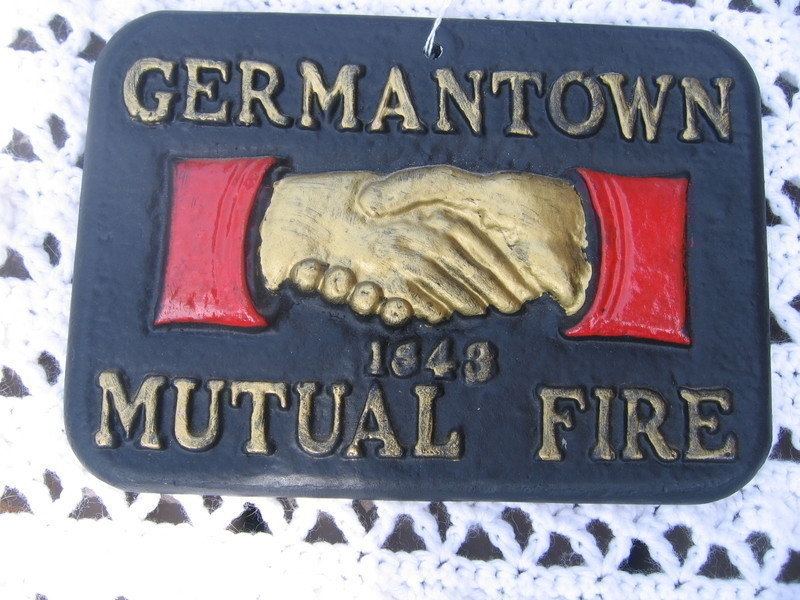 GERMANTOWN
1843
MUTUAL FIRE